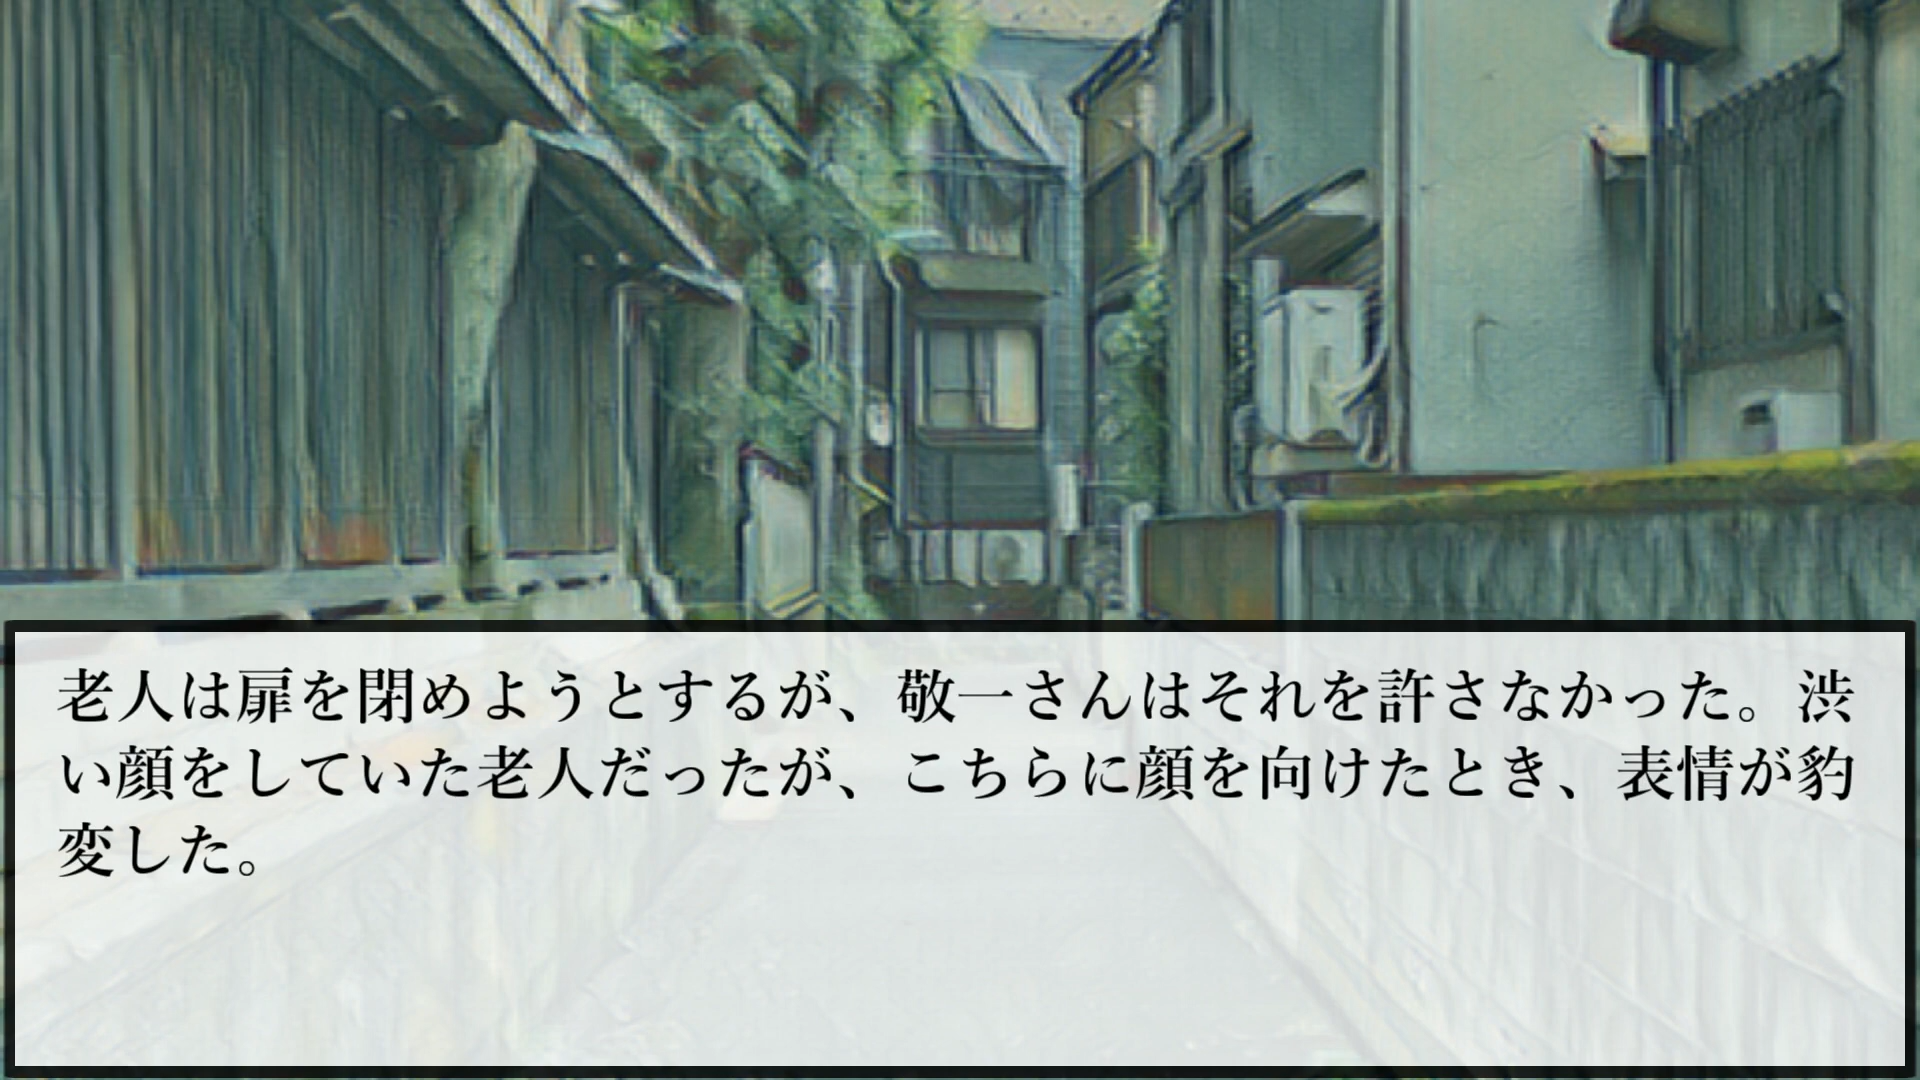 老人は扉を閉めようとするが、敬一さんはそれを許さなかった。渋
い顔をしていた老人だったが、こちらに顔を向けたとき、表情が豹
変した。